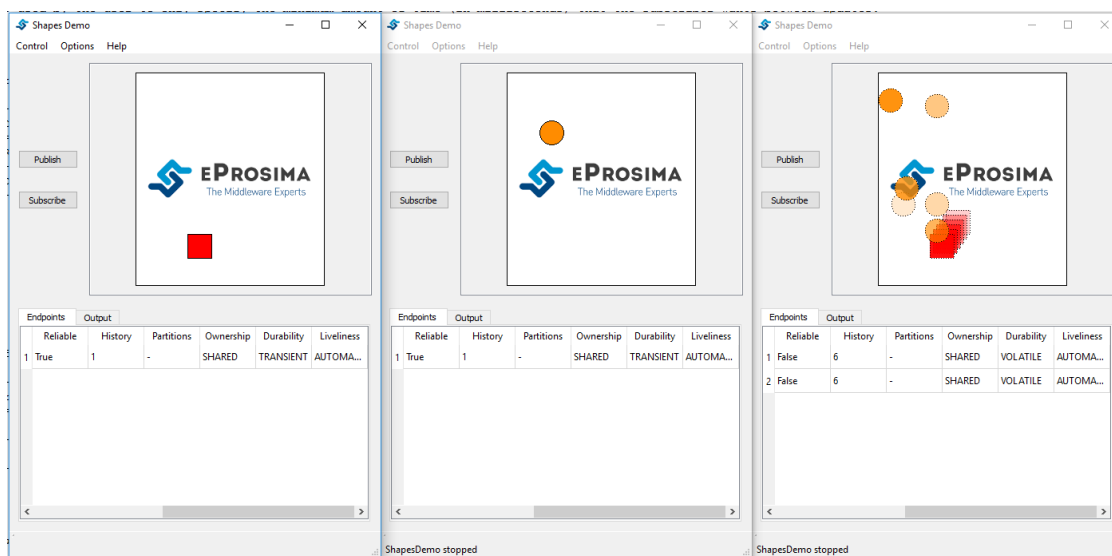 Shapes Demo
Control Options Help
Publish
Subscribe
eProsima
The Middleware Experts
Endpoints Output
Reliable History Partitions Ownership Durability Liveliness
1 True 1 - SHARED TRANSIENT AUTOMA...
Shapes Demo
Control Options Help
Publish
Subscribe
eProsima
The Middleware Experts
Endpoints Output
Reliable History Partitions Ownership Durability Liveliness
1 True 1 - SHARED TRANSIENT AUTOMA...
ShapesDemo stopped
Shapes Demo
Control Options Help
Publish
Subscribe
eProsima
The Middleware Experts
Endpoints Output
Reliable History Partitions Ownership Durability Liveliness
1 False 6 - SHARED VOLATILE AUTOMA...
2 False 6 - SHARED VOLATILE AUTOMA...
ShapesDemo stopped